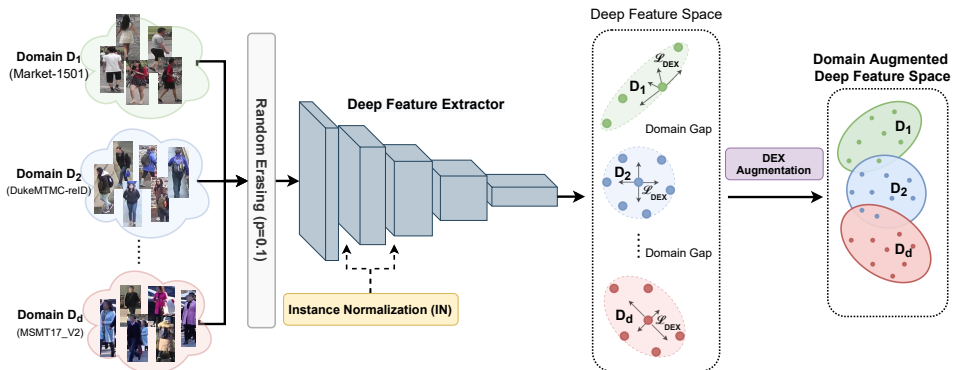 Domain D1
(Market-1501)
Domain D2
(DukeMTMC-reID)
Domain Dd
(MSMT17_V2)
Random Erasing (p=0.1)
Deep Feature Extractor
Instance Normalization (IN)
Deep Feature Space
D1
ℒDEX
Domain Gap
D2
ℒDEX
Domain Gap
Dd
ℒDEX
DEX
Augmentation
Domain Augmented
Deep Feature Space
D1
D2
Dd